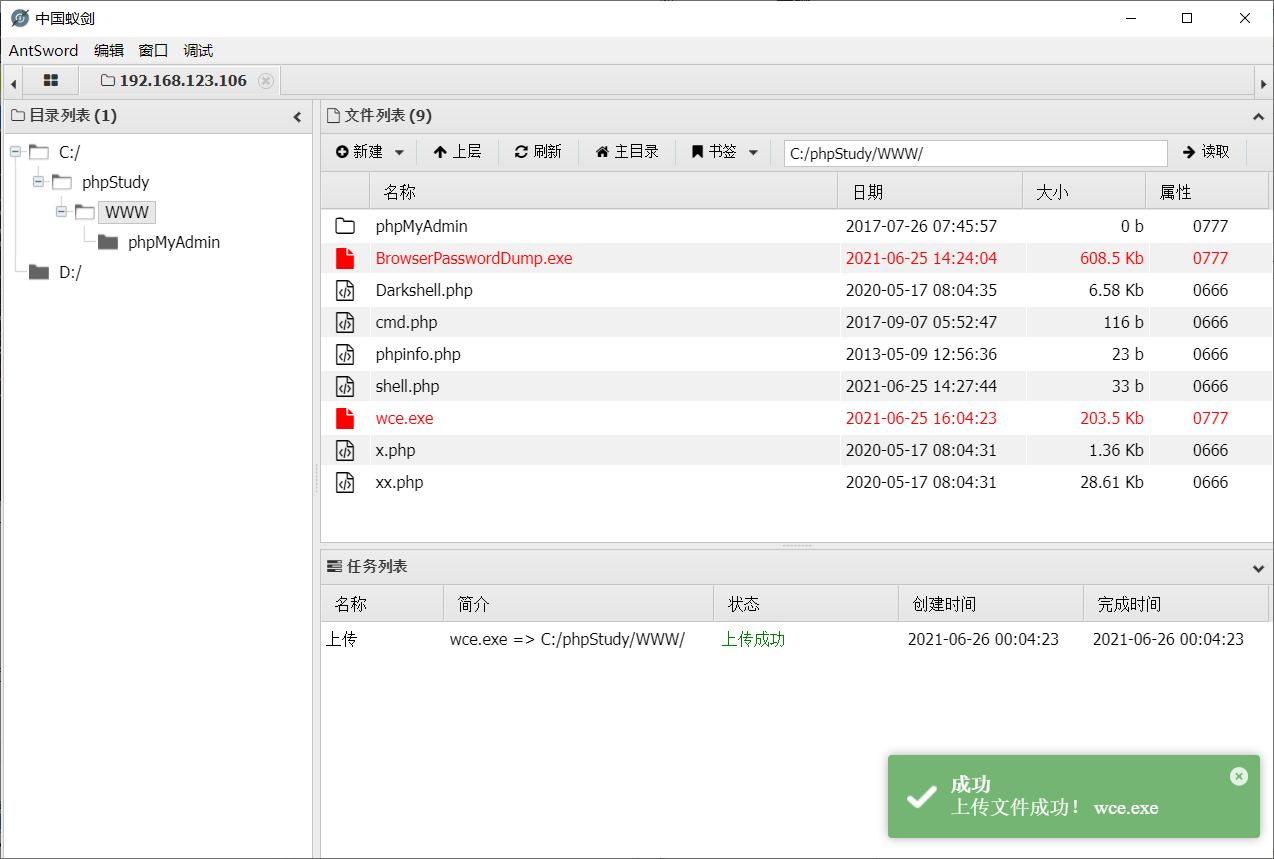 中国蚁剑
AntSword 编辑 窗口 调试
192.168.123.106
目录列表 (1)
C:/
phpStudy
WWW
phpMyAdmin
D:/
文件列表 (9)
新建 上层 刷新 主目录 书签 C:/phpStudy/WWW/ 读取
名称 日期 大小 属性
phpMyAdmin 2017-07-26 07:45:57 0 b 0777
BrowserPasswordDump.exe 2021-06-25 14:24:04 608.5 Kb 0777
Darkshell.php 2020-05-17 08:04:35 6.58 Kb 0666
cmd.php 2017-09-07 05:52:47 116 b 0666
phpinfo.php 2013-05-09 12:56:36 23 b 0666
shell.php 2021-06-25 14:27:44 33 b 0666
wce.exe 2021-06-25 16:04:23 203.5 Kb 0777
x.php 2020-05-17 08:04:31 1.36 Kb 0666
xx.php 2020-05-17 08:04:31 28.61 Kb 0666
任务列表
名称 简介 状态 创建时间 完成时间
上传 wce.exe => C:/phpStudy/WWW/ 上传成功 2021-06-26 00:04:23 2021-06-26 00:04:23
成功
上传文件成功！ wce.exe